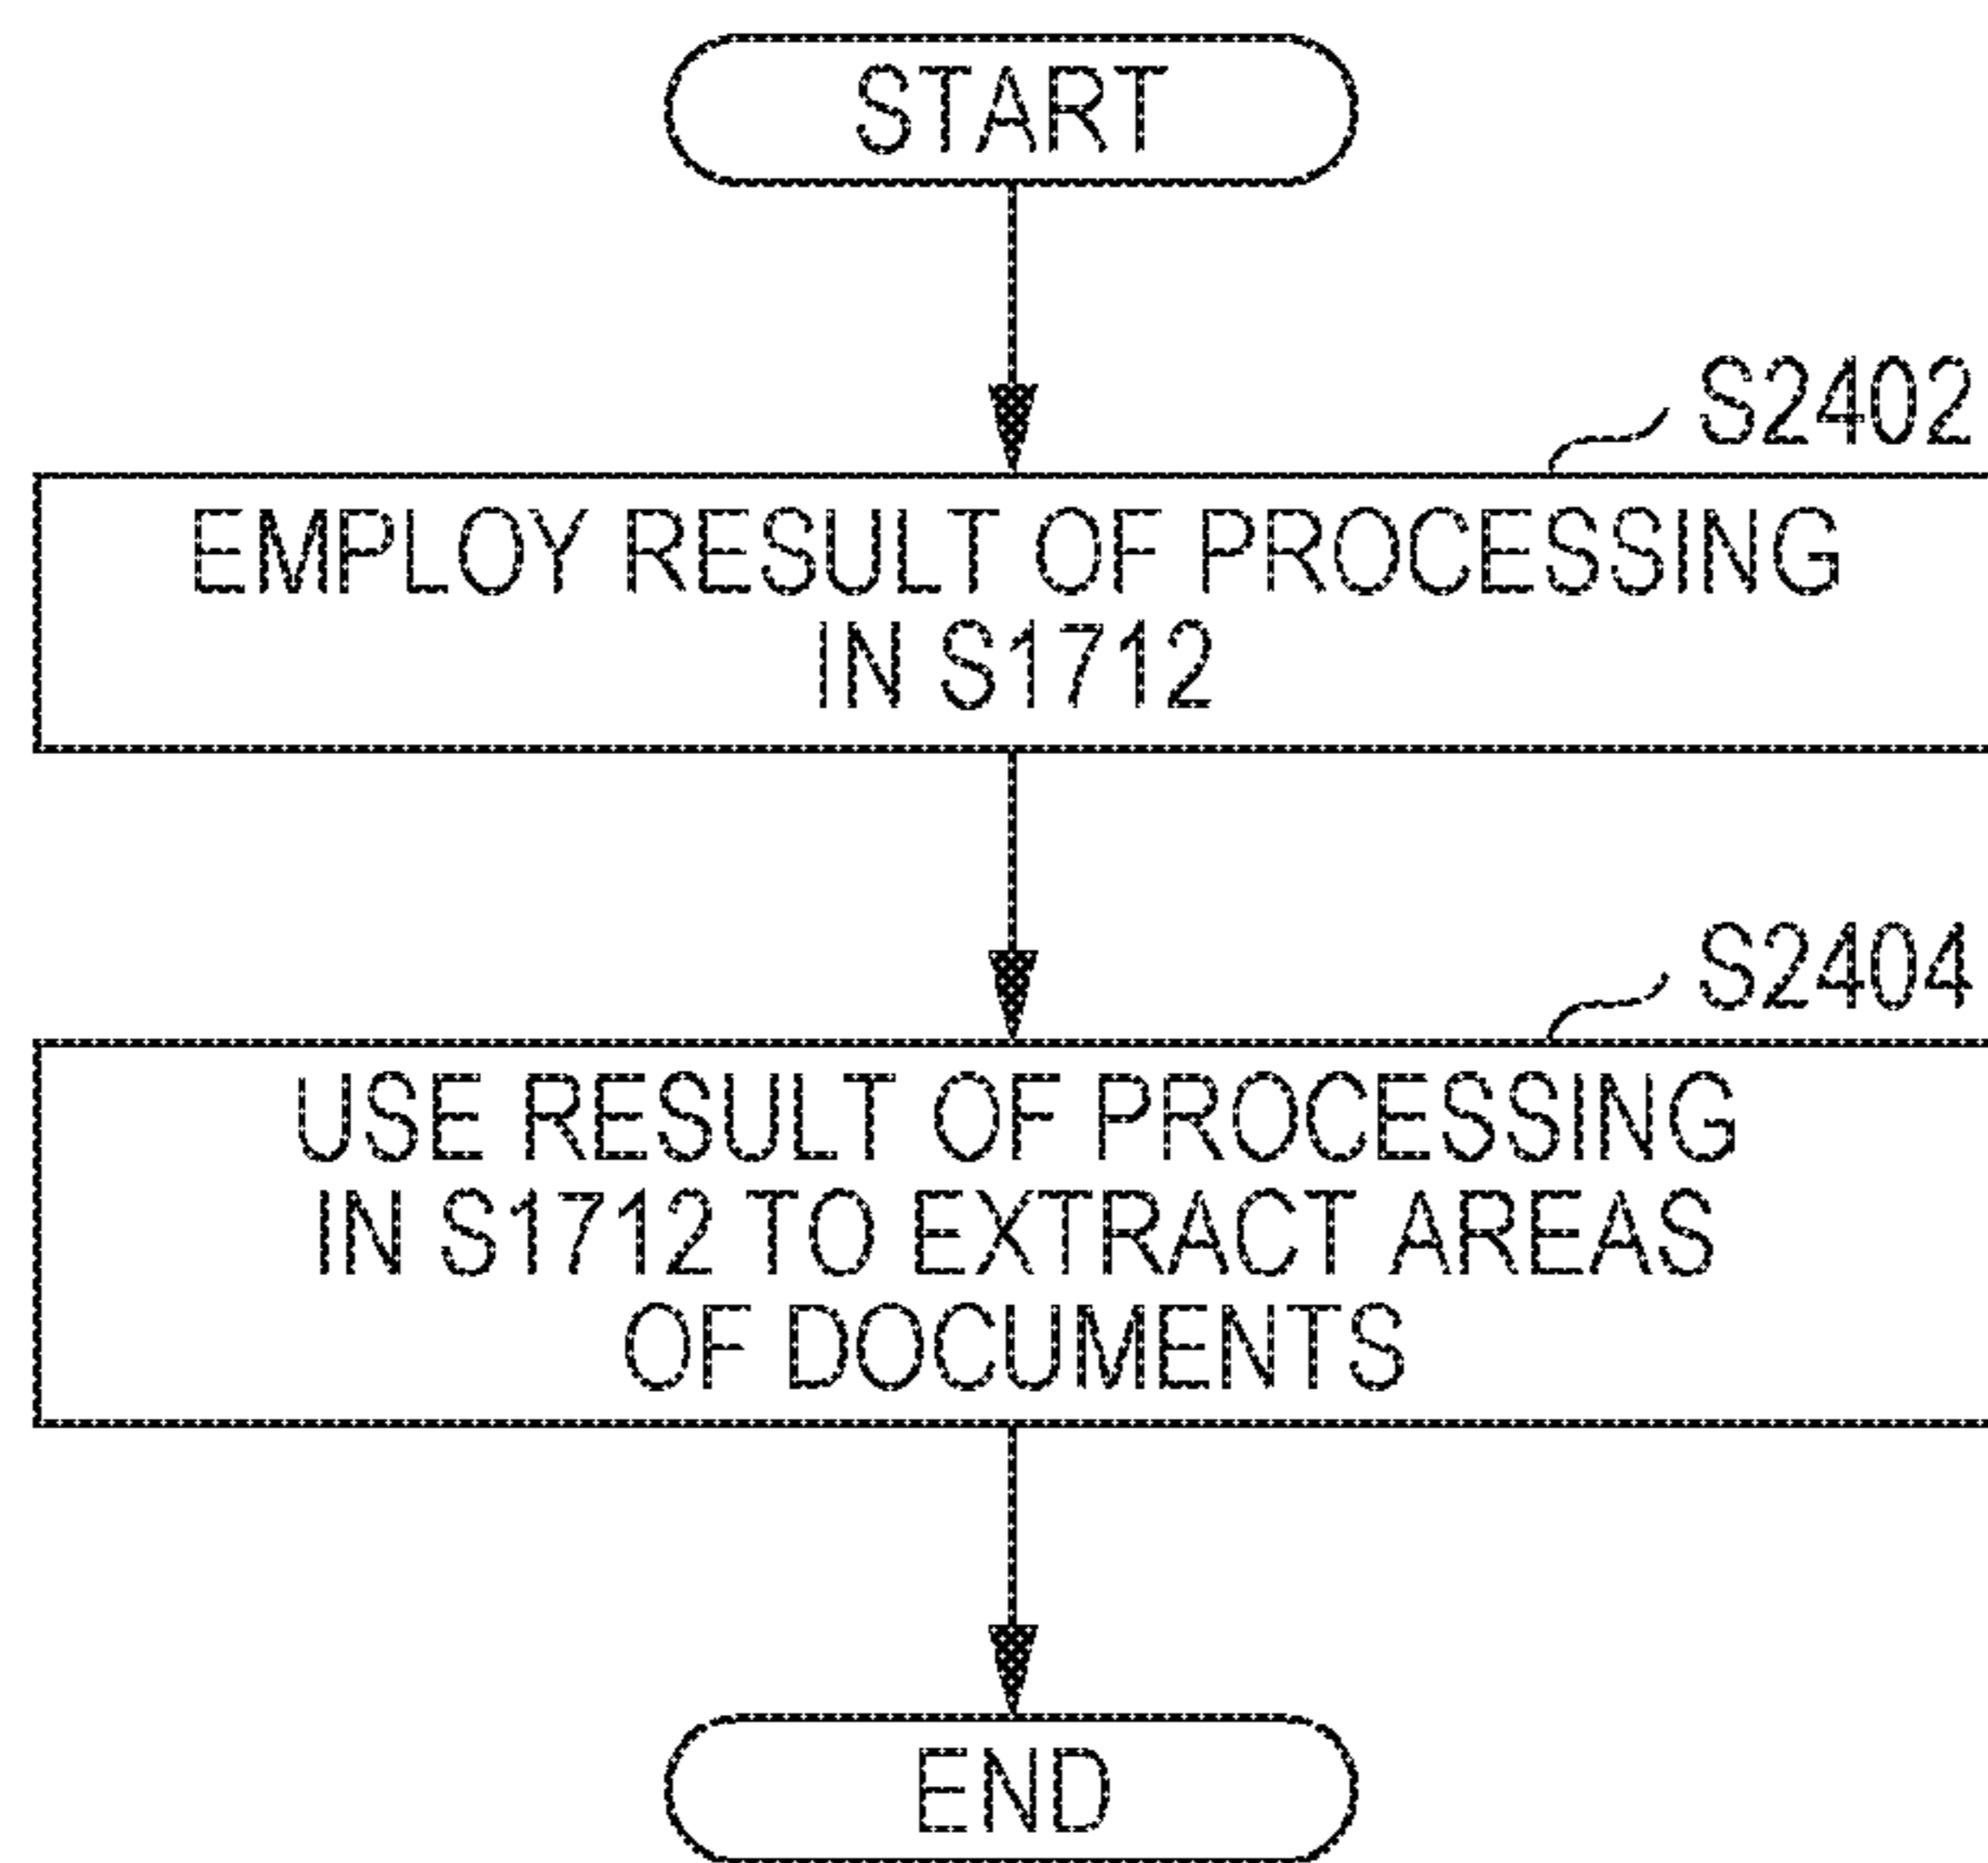 START
S2402
EMPLOY RESULT OF PROCESSING
IN S1712
S2404
USE RESULT OF PROCESSING
IN S1712 TO EXTRACT AREAS
OF DOCUMENTS
END